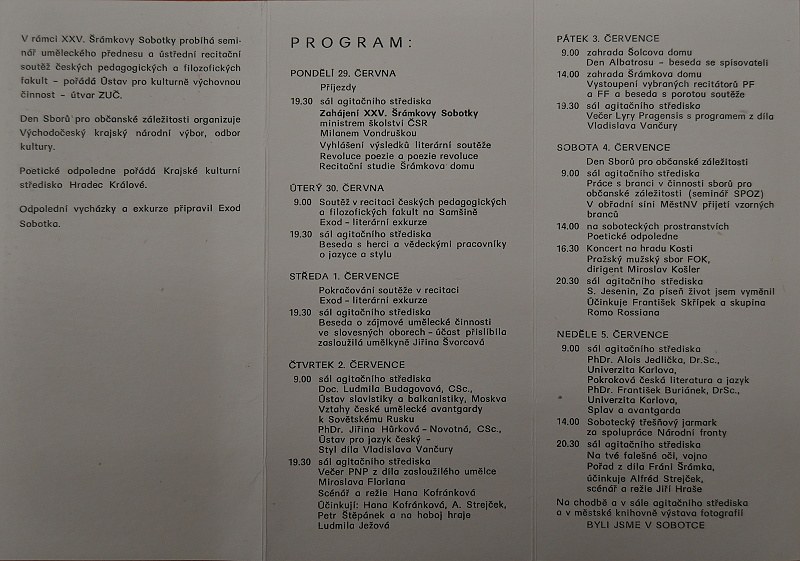 V rámci XXV. Šrámkovy Sobotky probíhá semi-
nář uměleckého přednesu a ústřední recitační
soutěž českých pedagogických a filozofických
fakult – pořádá Ústav pro kulturně výchovnou
činnost – útvar ZUČ.
Den Sborů pro občanské záležitosti organizuje
Východočeský krajský národní výbor, odbor
kultury.
Poetické odpoledne pořádá Krajské kulturní
středisko Hradec Králové.
Odpolední vycházky a exkurze připravil Exod
Sobotka.
PROGRAM:
PONDĚLÍ 29. ČERVNA
Příjezdy
19.30 sál agitačního střediska
Zahájení XXV. Šrámkovy Sobotky
ministrem školství ČSR
Milanem Vondruškou
Vyhlášení výsledků literární soutěže
Revoluce poezie a poezie revoluce
Recitační studie Šrámkova domu
ÚTERÝ 30. ČERVNA
9.00 Soutěž v recitaci českých pedagogických
a filozofických fakult na Samšině
Exod – literární exkurze
19.30 sál agitačního střediska
Beseda s herci a vědeckými pracovníky
o jazyce a stylu
STŘEDA 1. ČERVENCE
Pokračování soutěže v recitaci
Exod – literární exkurze
19.30 sál agitačního střediska
Beseda o zájmové umělecké činnosti
ve slovesných oborech – účast přislíbila
zasloužilá umělkyně Jiřina Švorcová
ČTVRTEK 2. ČERVENCE
9.00 sál agitačního střediska
Doc. Ludmila Budagovová, CSc.,
Ústav slavistiky a balkanistiky, Moskva
Vztahy české umělecké avantgardy
k Sovětskému Rusku
PhDr. Jiřina Hůrková – Novotná, CSc.,
Ústav pro jazyk český –
Styl díla Vladislava Vančury
19.30 sál agitačního střediska
Večer PNP z díla zasloužilého umělce
Miroslava Floriana
Scénář a režie Hana Kofránková
Účinkují: Hana Kofránková, A. Strejček,
Petr Štěpánek a na hoboj hraje
Ludmila Ježová
PÁTEK 3. ČERVENCE
9.00 zahrada Šolcova domu
Den Albatrosu – beseda se spisovateli
14.00 zahrada Šrámkova domu
Vystoupení vybraných recitátorů PF
a FF a beseda s porotou soutěže
19.30 sál agitačního střediska
Večer Lyry Pragensis s programem z díla
Vladislava Vančury
SOBOTA 4. ČERVENCE
Den Sborů pro občanské záležitosti
9.00 sál agitačního střediska
Práce s branci v činnosti sborů pro
občanské záležitosti (seminář SPOZ)
V obřadní síni MěstNV přijetí vzorných
branců
14.00 na soboteckých prostranstvích
Poetické odpoledne
16.30 Koncert na hradu Kosti
Pražský mužský sbor FOK,
dirigent Miroslav Košler
20.30 sál agitačního střediska
S. Jesenin, Za píseň život jsem vyměnil
Účinkuje František Skřípek a skupina
Romo Rossiana
NEDĚLE 5. ČERVENCE
9.00 sál agitačního střediska
PhDr. Alois Jedlička, Dr.Sc.,
Univerzita Karlova,
Pokroková česká literatura a jazyk
PhDr. František Buriánek, DrSc.,
Univerzita Karlova,
Splav a avantgarda
14.00 Sobotecký třešňový jarmark
za spolupráce Národní fronty
20.30 sál agitačního střediska
Na tvé falešné oči, vojno
Pořad z díla Fráni Šrámka,
účinkuje Alfréd Strejček,
scénář a režie Jiří Hraše
Na chodbě a v sále agitačního střediska
a v městské knihovně výstava fotografií
BYLI JSME V SOBOTCE